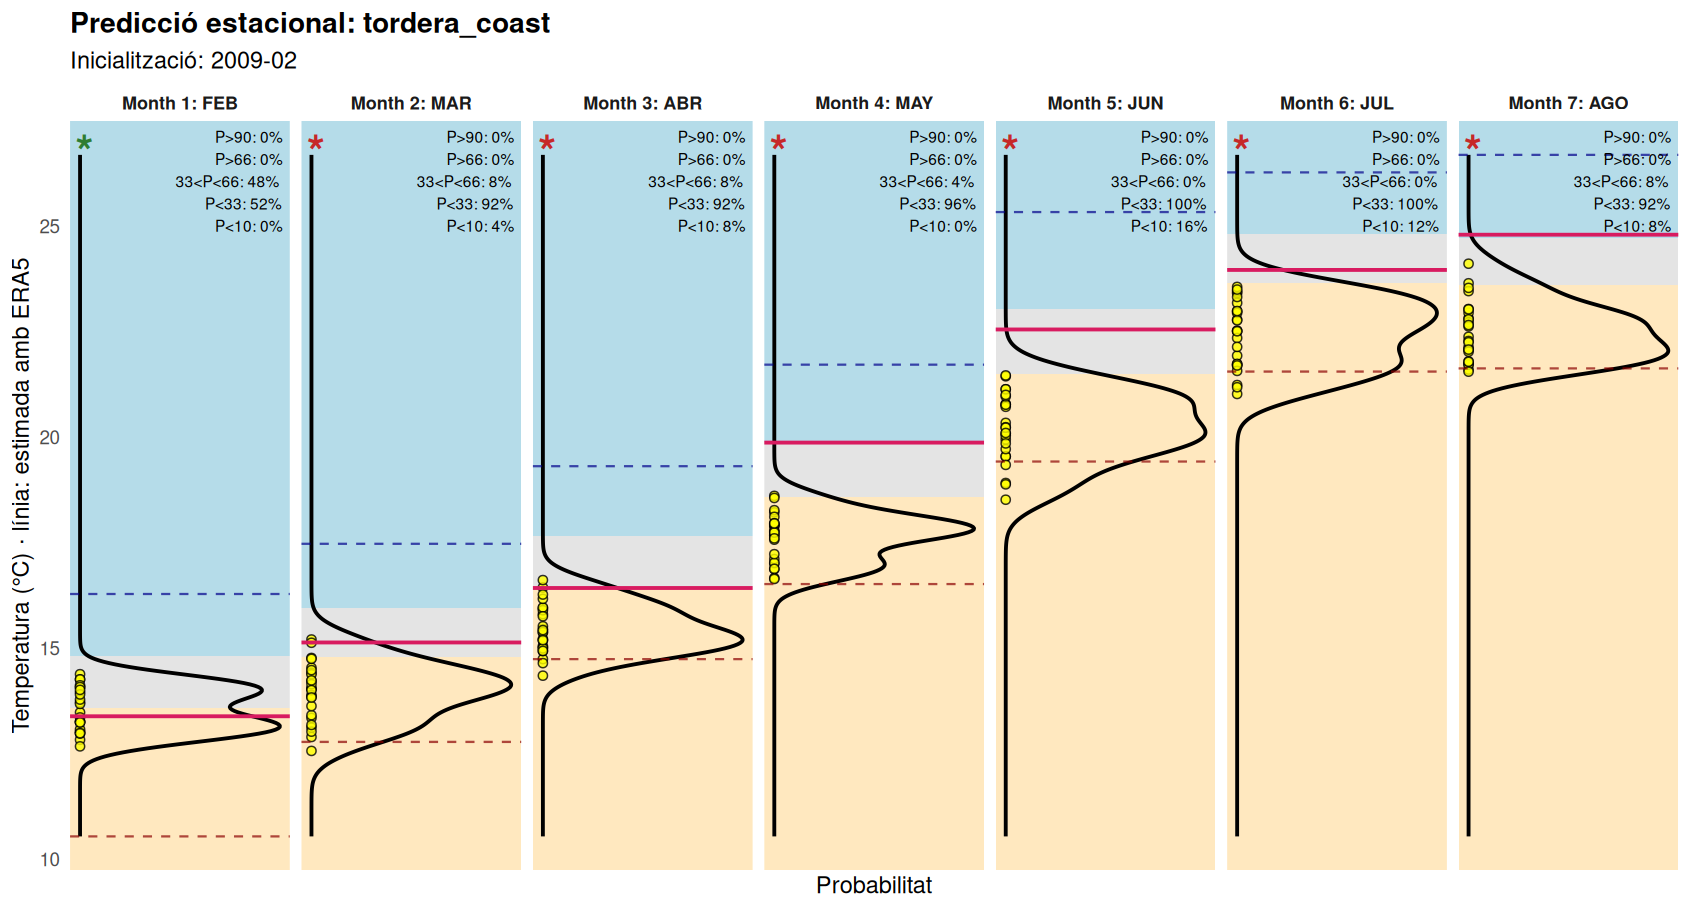 Predicció estacional: tordera_coast
Inicialització: 2009-02
Month 1: FEB
Month 2: MAR
Month 3: ABR
Month 4: MAY
Month 5: JUN
Month 6: JUL
Month 7: AGO
*
P>90: 0%
P>66: 0%
33<P<66: 48%
P<33: 52%
P<10: 0%
*
P>90: 0%
P>66: 0%
33<P<66: 8%
P<33: 92%
P<10: 4%
*
P>90: 0%
P>66: 0%
33<P<66: 8%
P<33: 92%
P<10: 8%
*
P>90: 0%
P>66: 0%
33<P<66: 4%
P<33: 96%
P<10: 0%
*
P>90: 0%
P>66: 0%
33<P<66: 0%
P<33: 100%
P<10: 16%
*
P>90: 0%
P>66: 0%
33<P<66: 0%
P<33: 100%
P<10: 12%
*
P>90: 0%
P>66: 0%
33<P<66: 8%
P<33: 92%
P<10: 8%
25
20
15
10
Temperatura (°C) · línia: estimada amb ERA5
Probabilitat